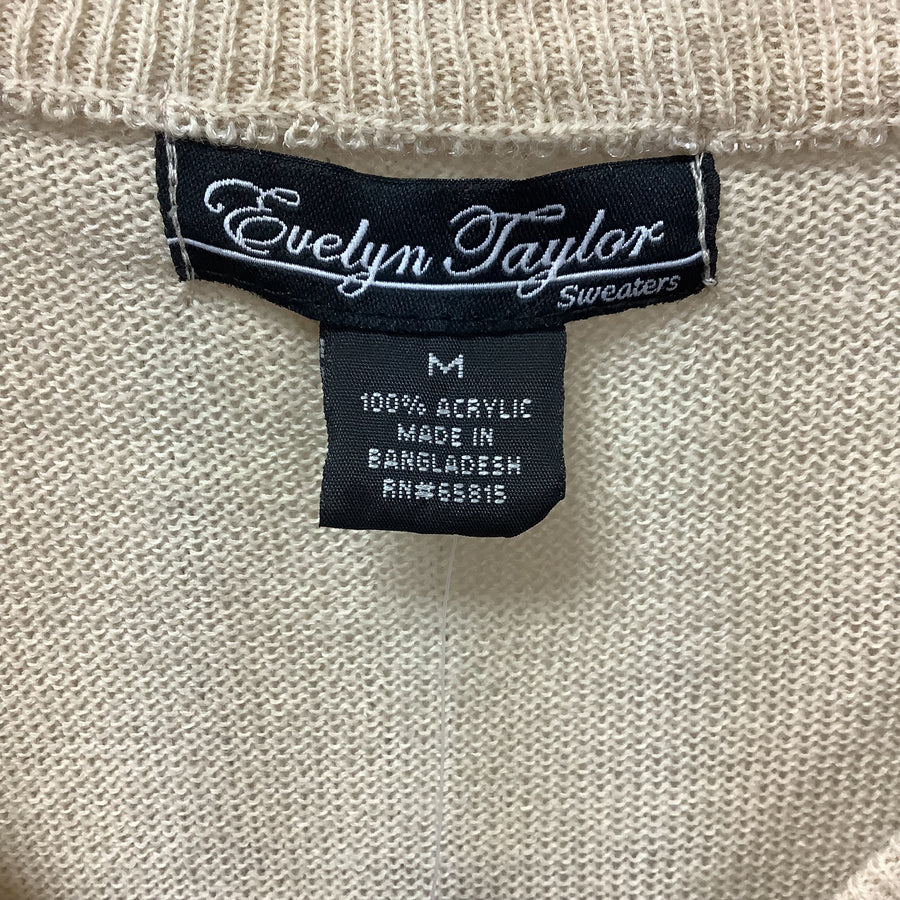 Evelyn Taylor
Sweaters
M
100% ACRYLIC
MADE IN
BANGLADESH
RN#65815